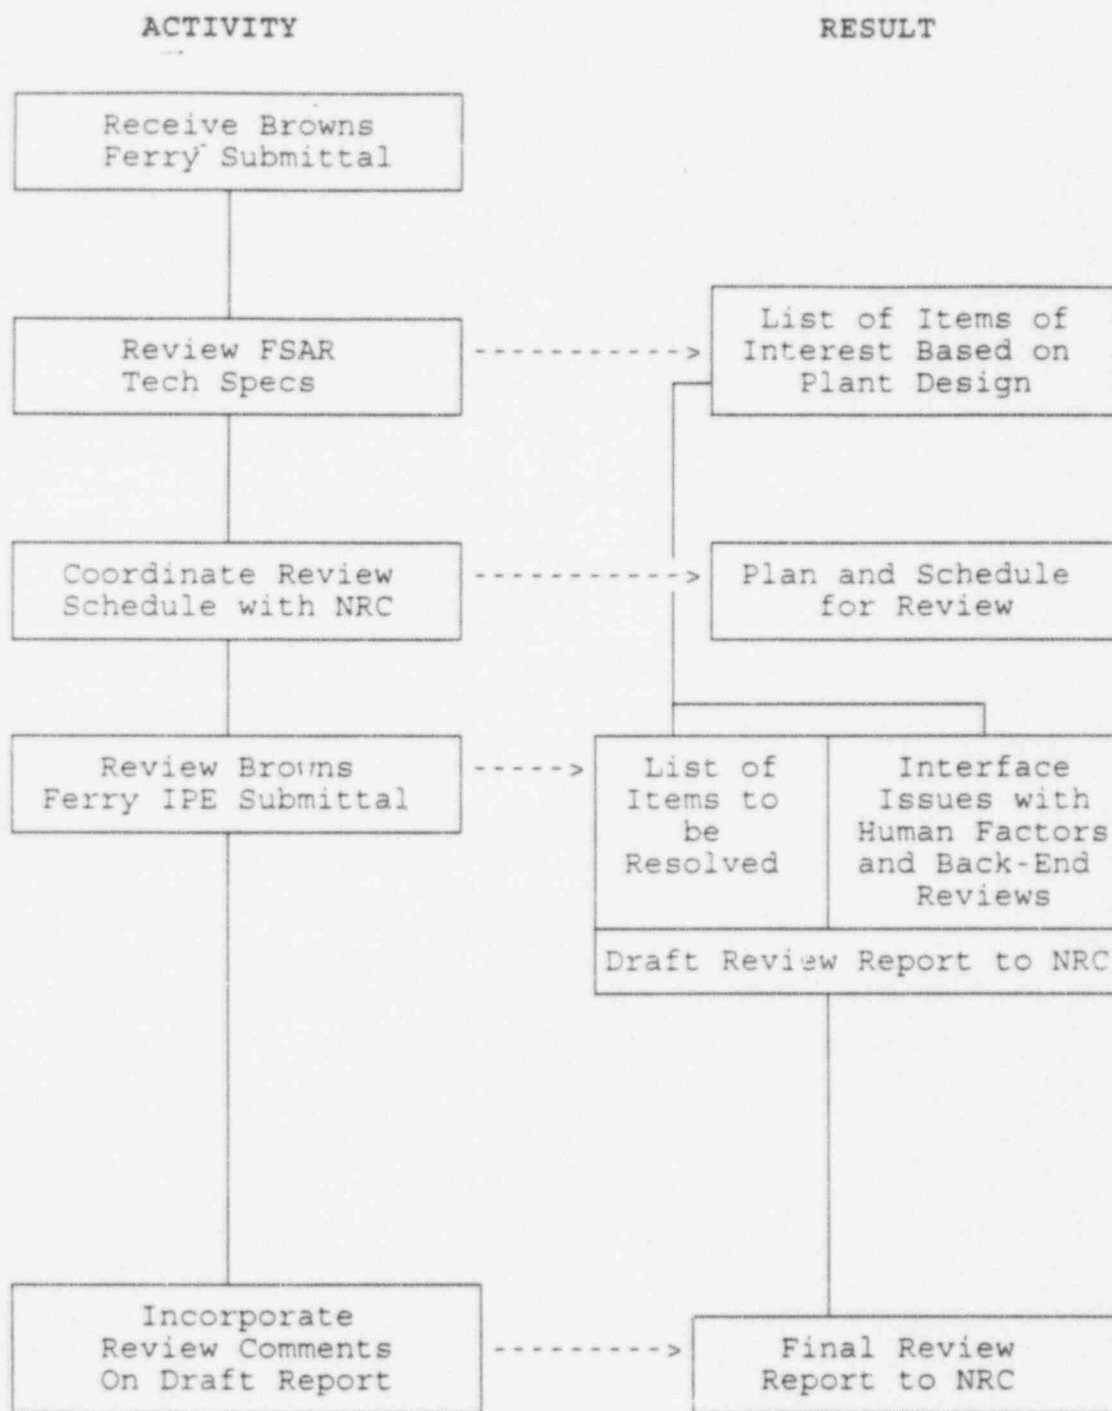 ACTIVITY
RESULT
Receive Browns
Ferry Submittal
Review FSAR
Tech Specs
List of Items of
Interest Based on
Plant Design
Coordinate Review
Schedule with NRC
Plan and Schedule
for Review
Review Browns
Ferry IPE Submittal
List of
Items to
be
Resolved
Interface
Issues with
Human Factors
and Back-End
Reviews
Draft Review Report to NRC
Incorporate
Review Comments
On Draft Report
Final Review
Report to NRC